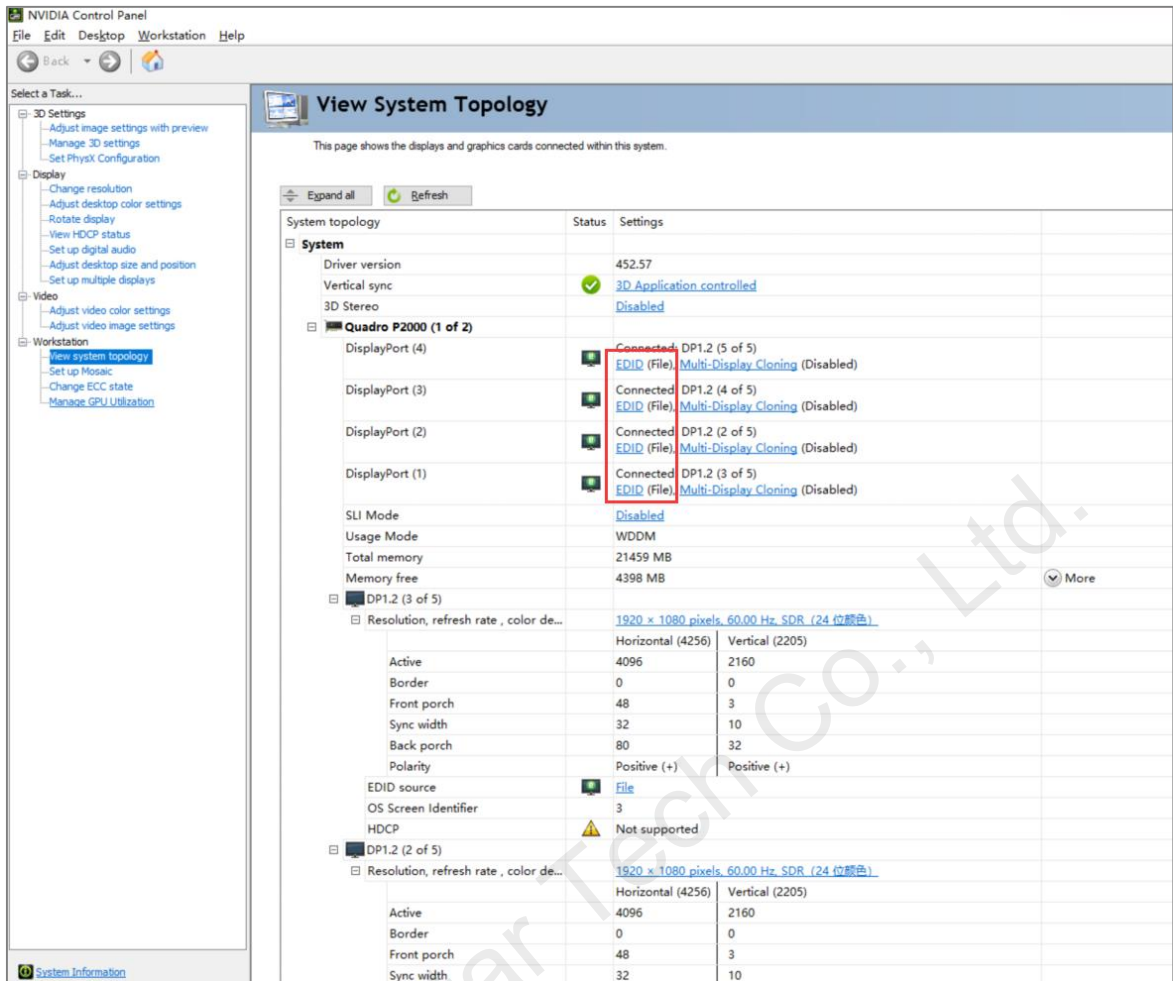 NVIDIA Control Panel
File Edit Desktop Workstation Help
Back
Select a Task...
3D Settings
Adjust image settings with preview
Manage 3D settings
Set PhysX Configuration
Display
Change resolution
Adjust desktop color settings
Rotate display
View HDCP status
Set up digital audio
Adjust desktop size and position
Set up multiple displays
Video
Adjust video color settings
Adjust video image settings
Workstation
View system topology
Set up Mosaic
Change ECC state
Manage GPU Utilization
System Information
View System Topology
This page shows the displays and graphics cards connected within this system.
Expand all Refresh
System topology Status Settings
System
Driver version 452.57
Vertical sync 3D Application controlled
3D Stereo Disabled
Quadro P2000 (1 of 2)
DisplayPort (4) Connected: DP1.2 (5 of 5)
EDID (File), Multi-Display Cloning (Disabled)
DisplayPort (3) Connected: DP1.2 (4 of 5)
EDID (File), Multi-Display Cloning (Disabled)
DisplayPort (2) Connected: DP1.2 (2 of 5)
EDID (File), Multi-Display Cloning (Disabled)
DisplayPort (1) Connected: DP1.2 (3 of 5)
EDID (File), Multi-Display Cloning (Disabled)
SLI Mode Disabled
Usage Mode WDDM
Total memory 21459 MB
Memory free 4398 MB More
DP1.2 (3 of 5)
Resolution, refresh rate , color de... 1920 × 1080 pixels, 60.00 Hz, SDR (24 位颜色)
Horizontal (4256) Vertical (2205)
Active 4096 2160
Border 0 0
Front porch 48 3
Sync width 32 10
Back porch 80 32
Polarity Positive (+) Positive (+)
EDID source File
OS Screen Identifier 3
HDCP Not supported
DP1.2 (2 of 5)
Resolution, refresh rate , color de... 1920 × 1080 pixels, 60.00 Hz, SDR (24 位颜色)
Horizontal (4256) Vertical (2205)
Active 4096 2160
Border 0 0
Front porch 48 3
Sync width 32 10
Tech Co., Ltd.